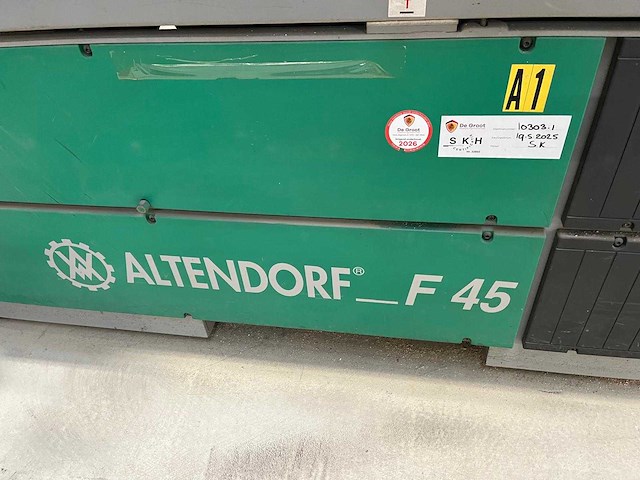 A1
De Groot
2026
De Groot
SKH
10303.1
19.5.2025
S.K
ALTENDORF® F 45